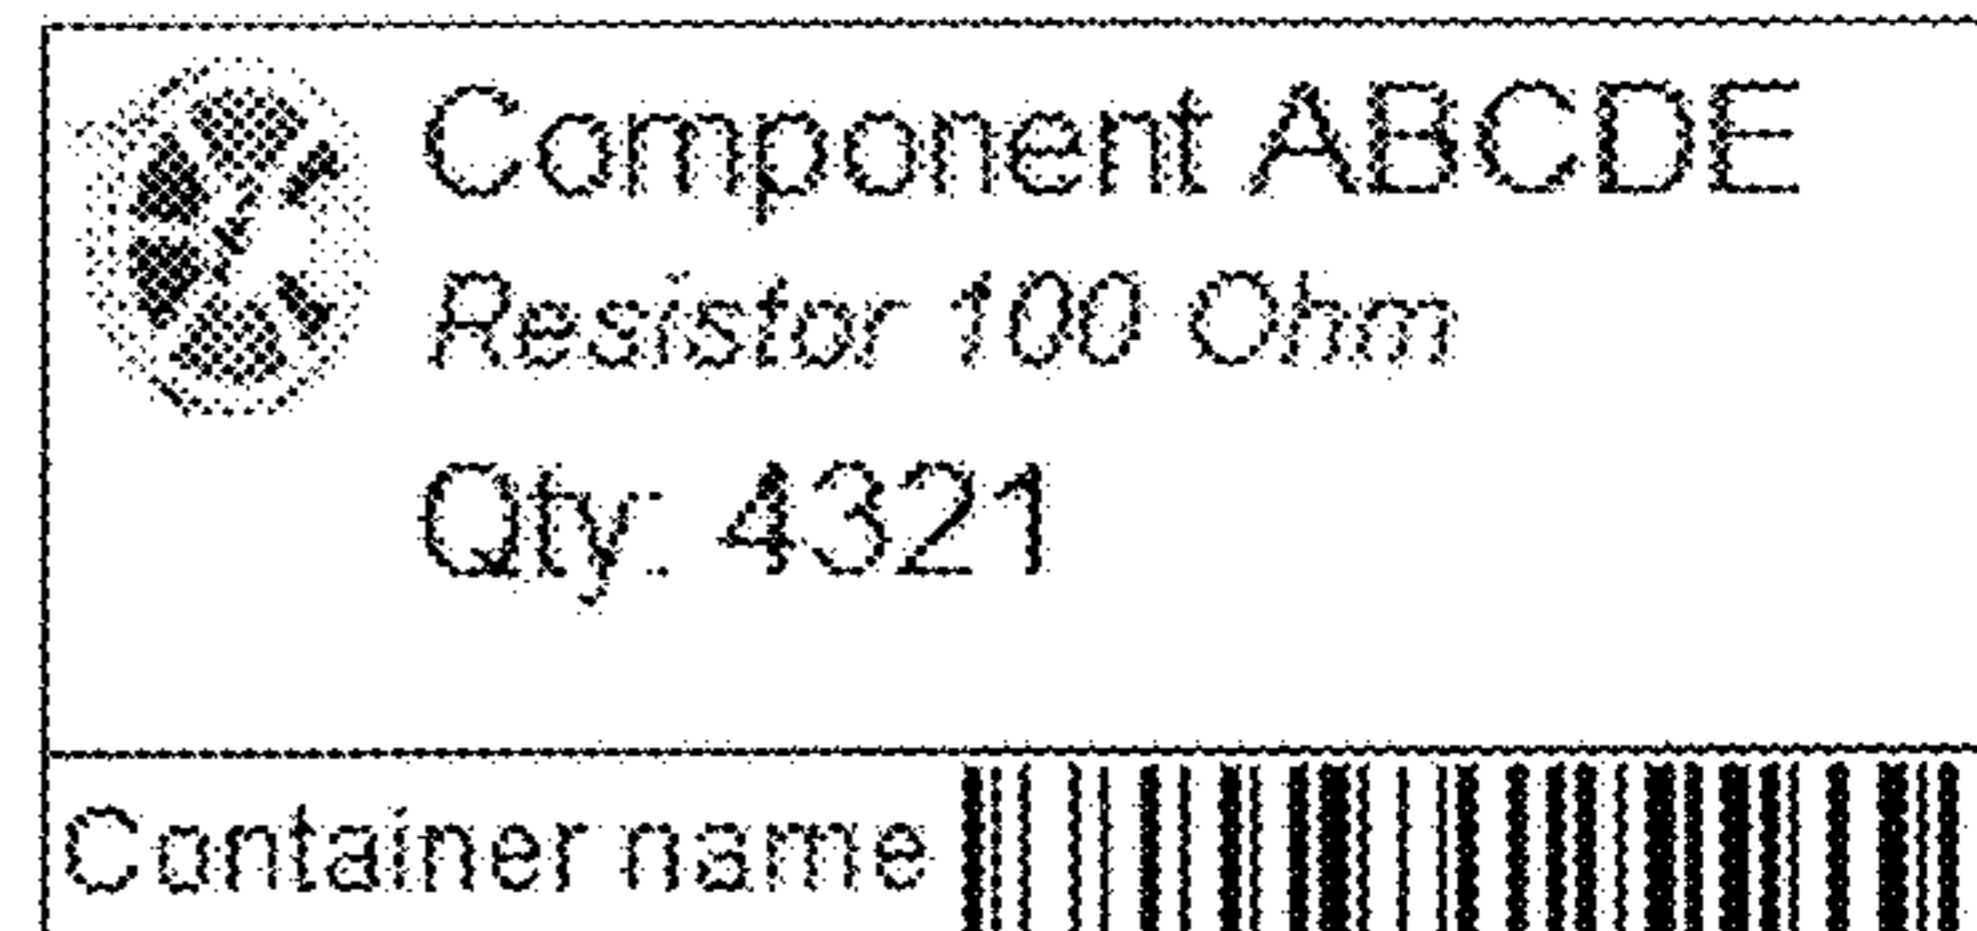 Component ABCDE
Resistor 100 Ohm
Qty: 4321
Container name